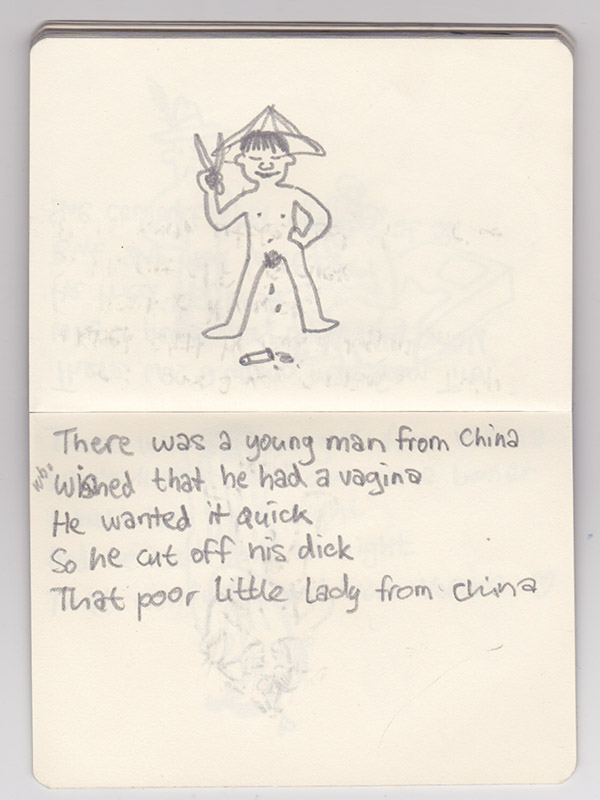 There was a young man from China
who wished that he had a vagina
He wanted it quick
So he cut off his dick
That poor little lady from china